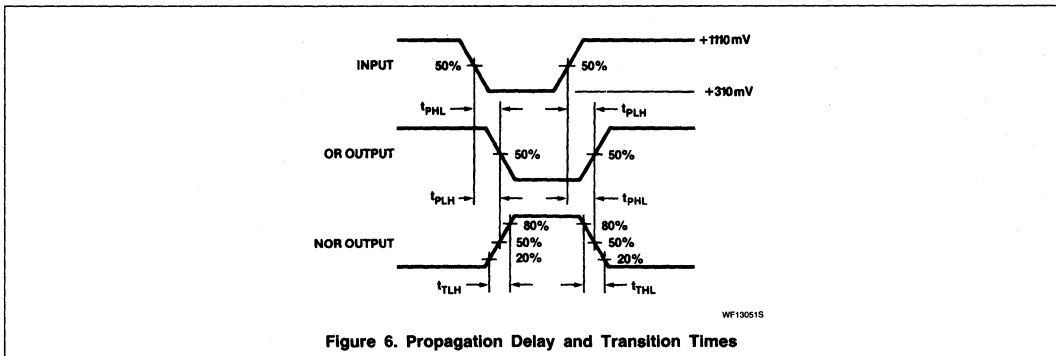 +1110mV
INPUT 50% 50%
+310mV
tPHL tPLH
OR OUTPUT 50% 50%
tPLH tPHL
80% 80%
NOR OUTPUT 50% 50%
20% 20%
tTLH tTHL
WF13051S
Figure 6. Propagation Delay and Transition Times